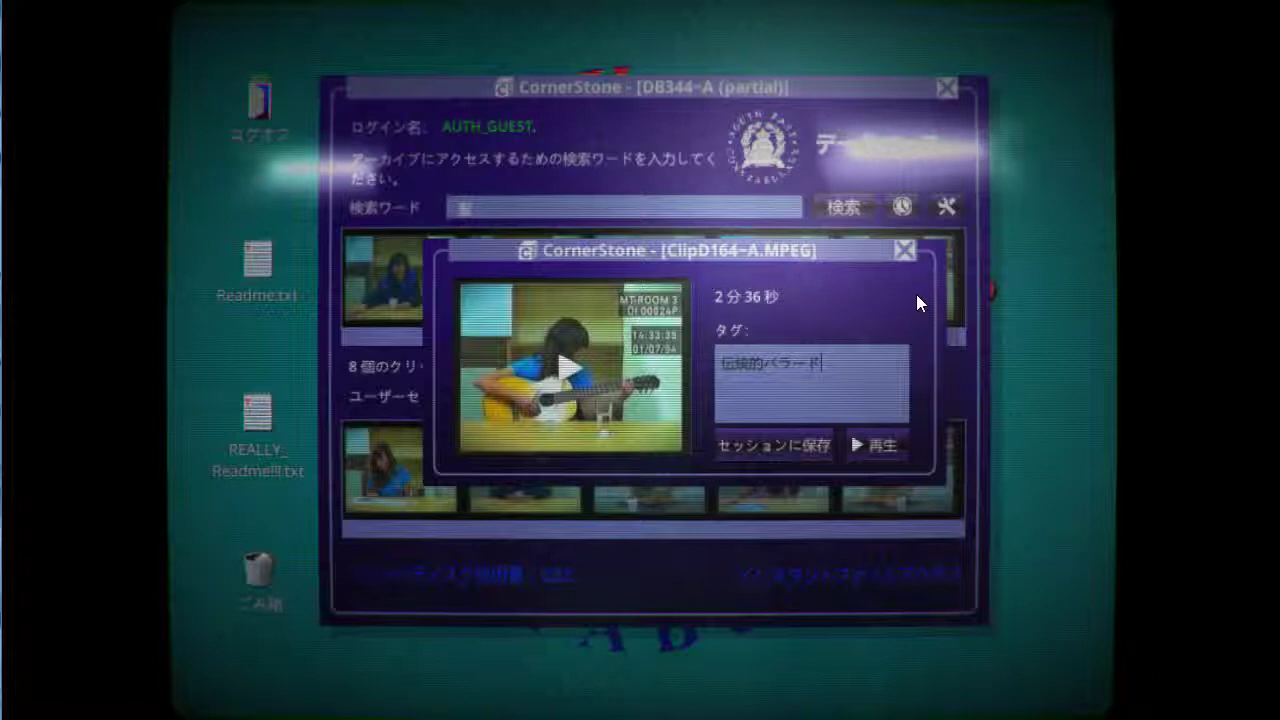 CornerStone - [DB344-A (partial)]
ログイン名: AUTH_GUEST.
アーカイブにアクセスするための検索ワードを入力してください。
検索ワード
検索
ログオフ
Readme.txt
REALLY_
Readme!!!.txt
ごみ箱
CornerStone - [ClipD164-A.MPEG]
MT-ROOM 3
14:33:35
01/07/94
2 分 36 秒
タグ:
伝統的バラード
セッションに保存
再生
8 個のクリ
ユーザーセ